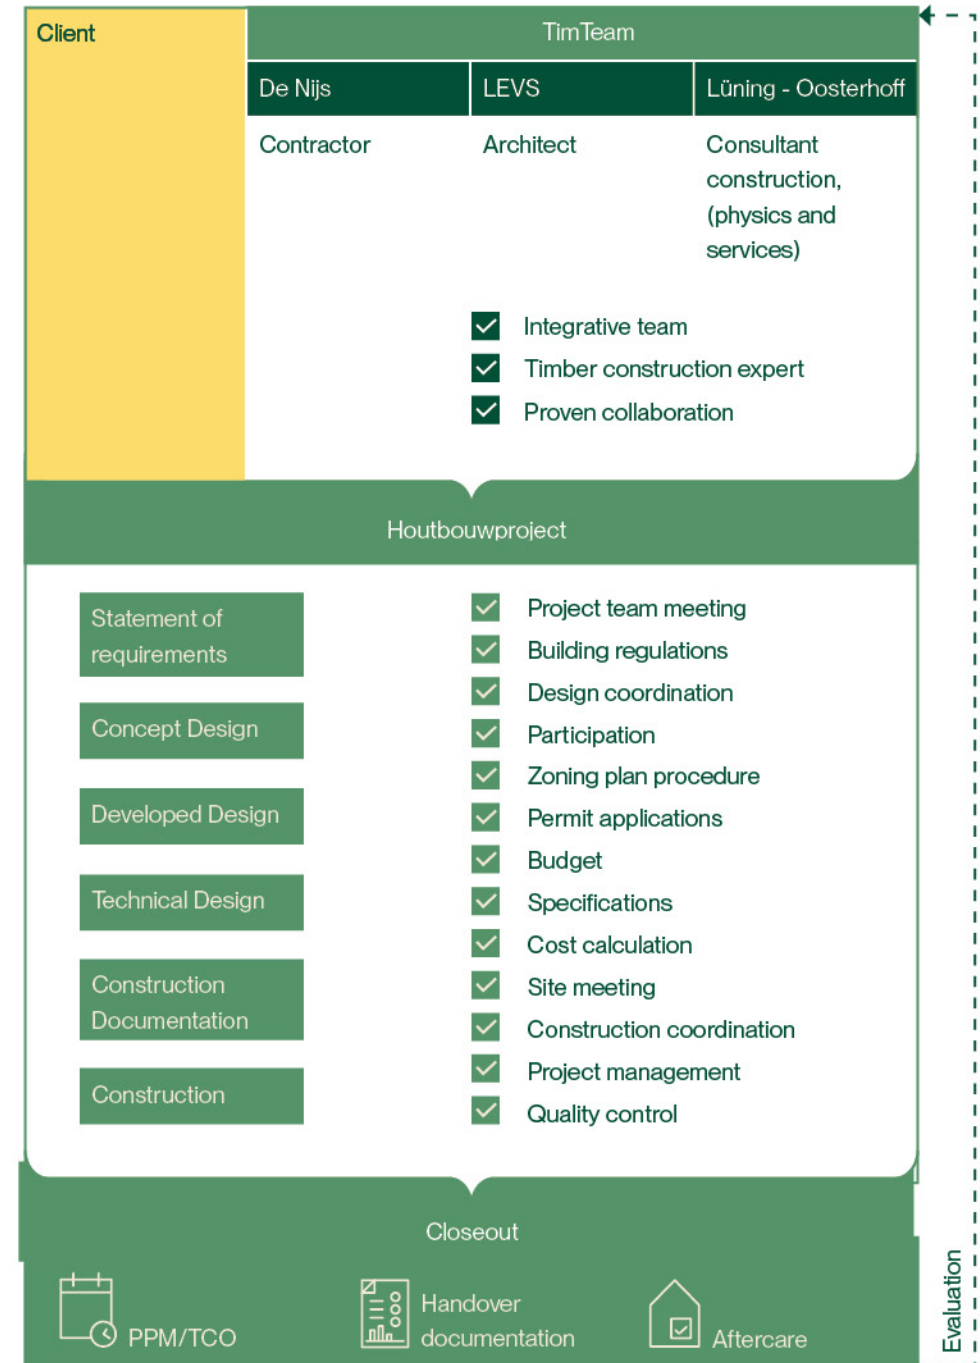 Client
TimTeam
De Nijs
LEVS
Lüning - Oosterhoff
Contractor
Architect
Consultant
construction,
(physics and
services)
Integrative team
Timber construction expert
Proven collaboration
Houtbouwproject
Statement of
requirements
Concept Design
Developed Design
Technical Design
Construction
Documentation
Construction
Project team meeting
Building regulations
Design coordination
Participation
Zoning plan procedure
Permit applications
Budget
Specifications
Cost calculation
Site meeting
Construction coordination
Project management
Quality control
Closeout
PPM/TCO
Handover
documentation
Aftercare
Evaluation